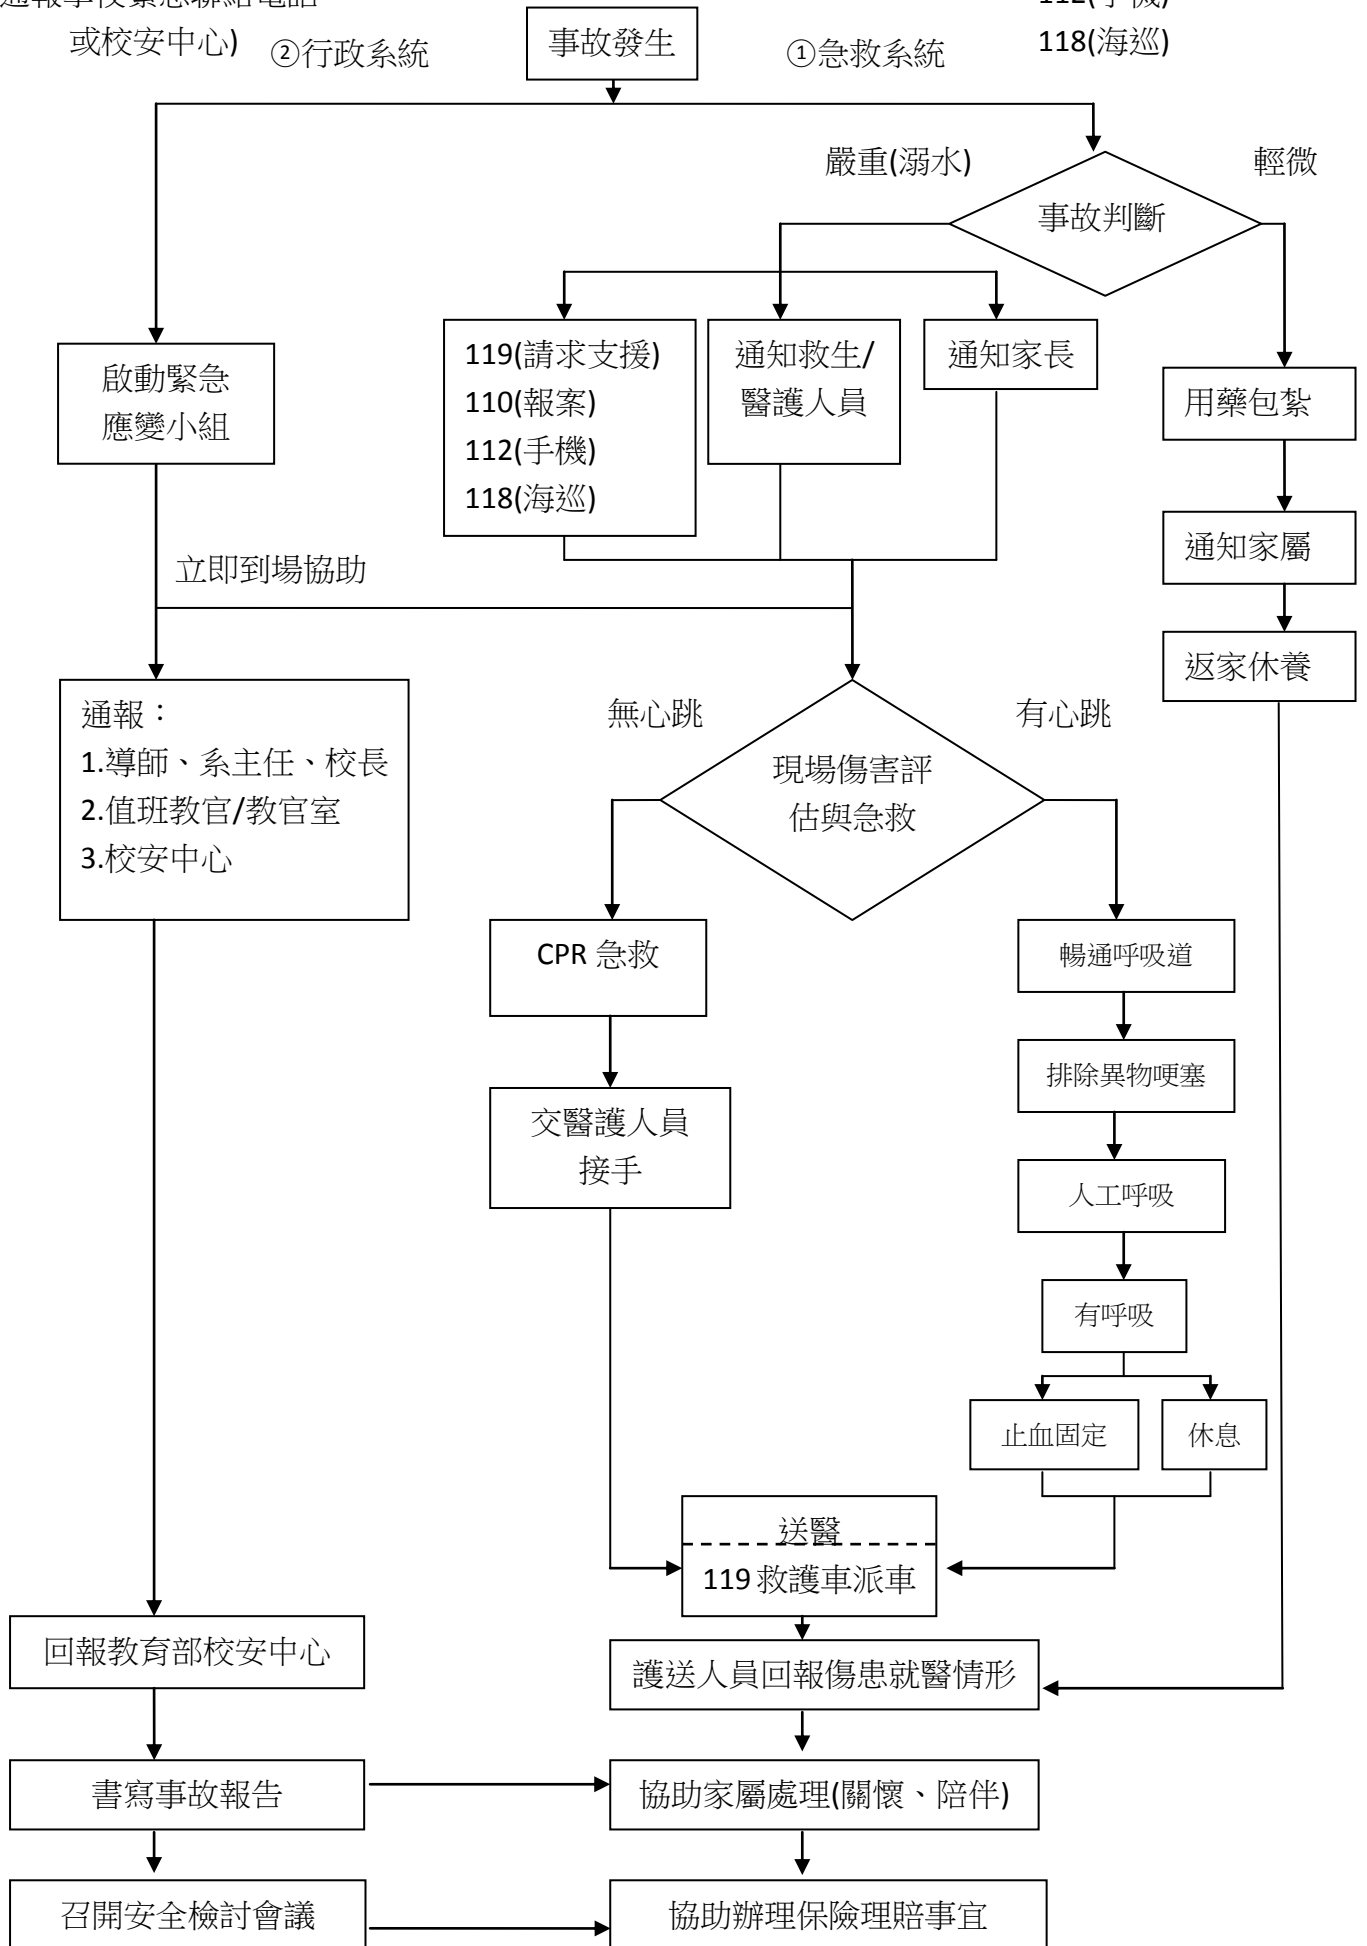 或校安中心)
②行政系統
事故發生
①急救系統
118(海巡)
嚴重(溺水)
輕微
事故判斷
啟動緊急
應變小組
119(請求支援)
110(報案)
112(手機)
118(海巡)
通知救生/
醫護人員
通知家長
用藥包紮
通知家屬
返家休養
立即到場協助
通報：
1.導師、系主任、校長
2.值班教官/教官室
3.校安中心
無心跳
有心跳
現場傷害評
估與急救
CPR 急救
交醫護人員
接手
暢通呼吸道
排除異物哽塞
人工呼吸
有呼吸
止血固定
休息
送醫
119 救護車派車
回報教育部校安中心
護送人員回報傷患就醫情形
書寫事故報告
協助家屬處理(關懷、陪伴)
召開安全檢討會議
協助辦理保險理賠事宜